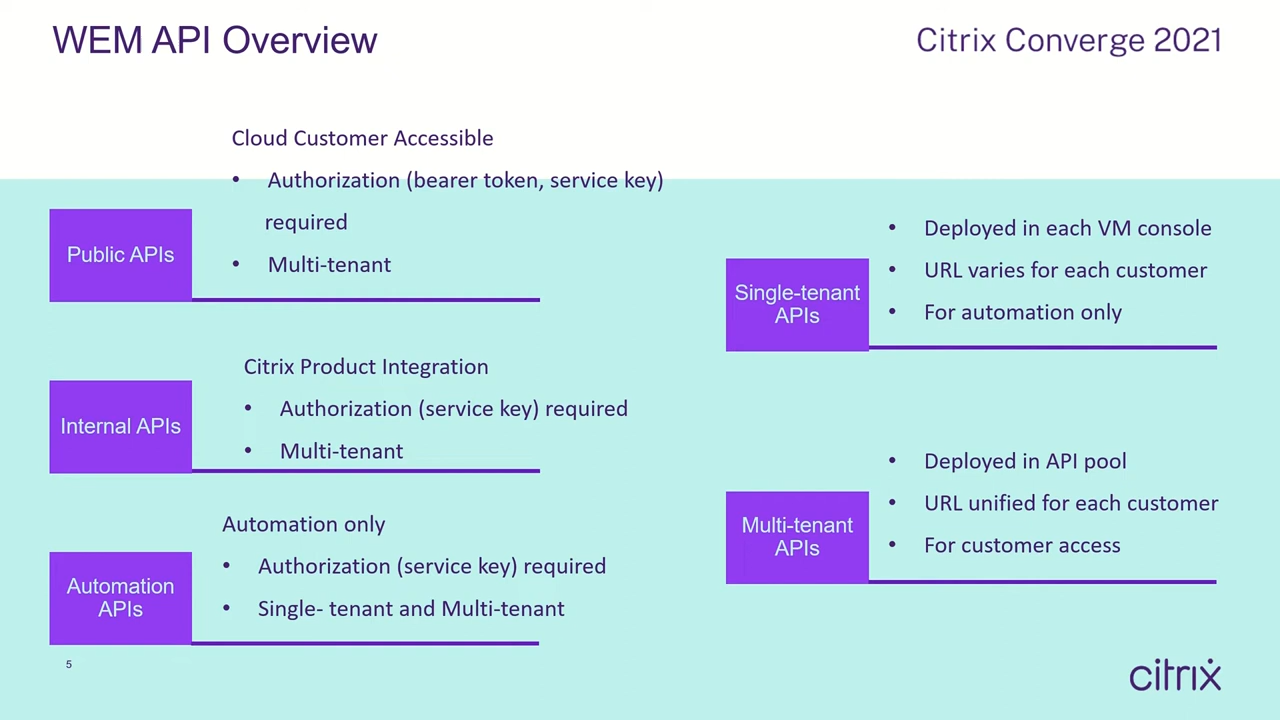 WEM API Overview
Citrix Converge 2021
Cloud Customer Accessible
• Authorization (bearer token, service key)
required
• Multi-tenant
Public APIs
Citrix Product Integration
• Authorization (service key) required
• Multi-tenant
Internal APIs
Automation only
• Authorization (service key) required
• Single- tenant and Multi-tenant
Automation
APIs
• Deployed in each VM console
• URL varies for each customer
• For automation only
Single-tenant
APIs
• Deployed in API pool
• URL unified for each customer
• For customer access
Multi-tenant
APIs
5
citrix